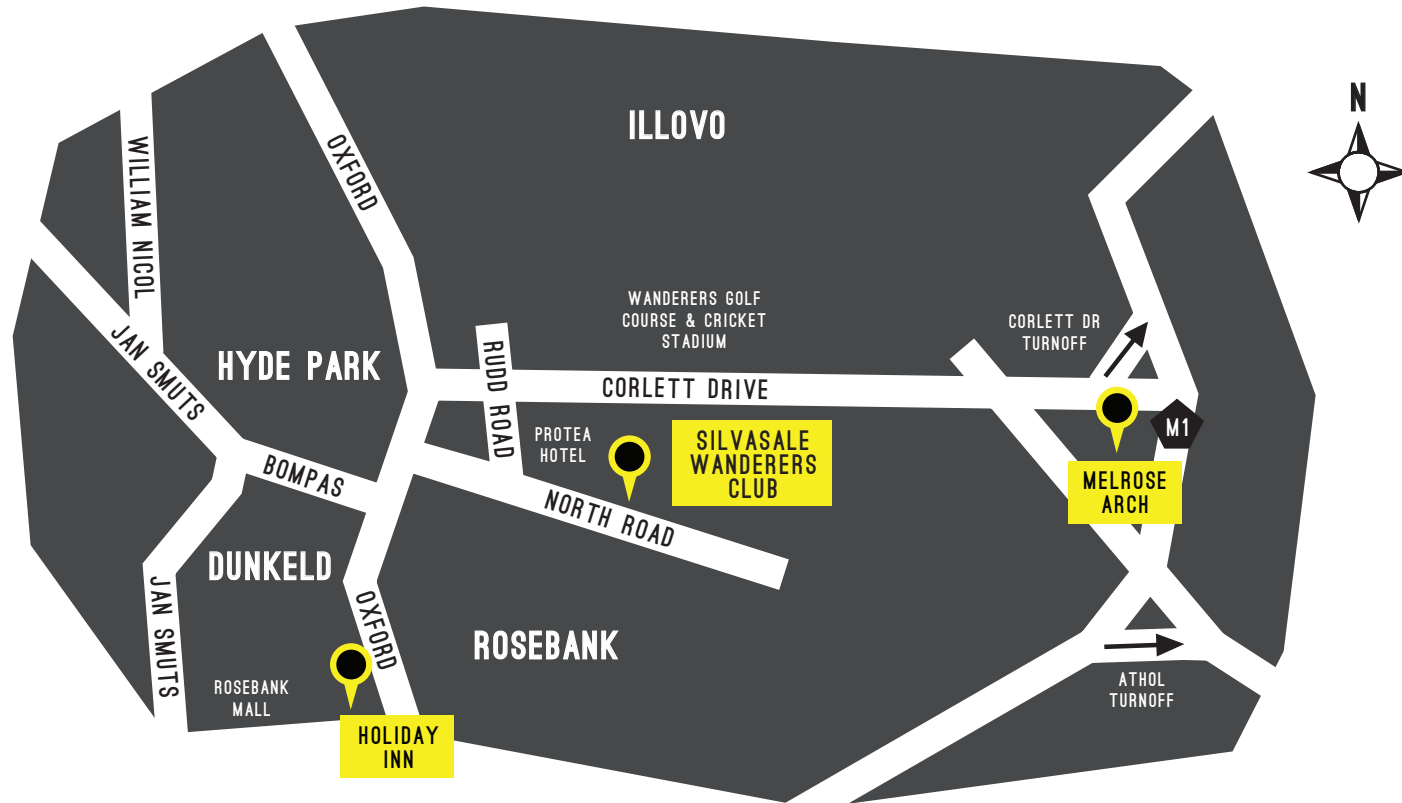 N
ILLOVO
OXFORD
WILLIAM NICOL
WANDERERS GOLF
COURSE & CRICKET
STADIUM
CORLETT DR
TURNOFF
JAN SMUTS
HYDE PARK
RUDD ROAD
CORLETT DRIVE
PROTEA
HOTEL
SILVASALE
WANDERERS
CLUB
M1
MELROSE
ARCH
BOMPAS
NORTH ROAD
DUNKELD
JAN SMUTS
OXFORD
ROSEBANK
ROSEBANK
MALL
ATHOL
TURNOFF
HOLIDAY
INN